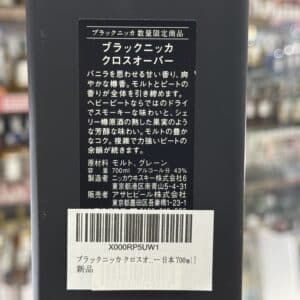 ブラックニッカ 数量限定商品
ブラックニッカ
クロスオーバー
バニラを思わせる甘い香り、爽
やかな樽香。モルトとピートの
香りが全体を引き締めます。
ヘビーピートならではのドライ
でスモーキーな味わいと、シェ
リー樽原酒の熟した果実のよう
な芳醇な味わい。モルトの豊か
なコク。複雑で力強いピートの
余韻が続きます。
原材料 モルト、グレーン
容量 700ml アルコール分 43%
製造者 ニッカウヰスキー株式会
東京都港区南青山5-4-31
販売者 アサヒビール株式会社
東京都墨田区吾妻橋1-23-1
X000RP5UW1
ブラックニッカ クロスオ... ー 日本 700ml |
新品